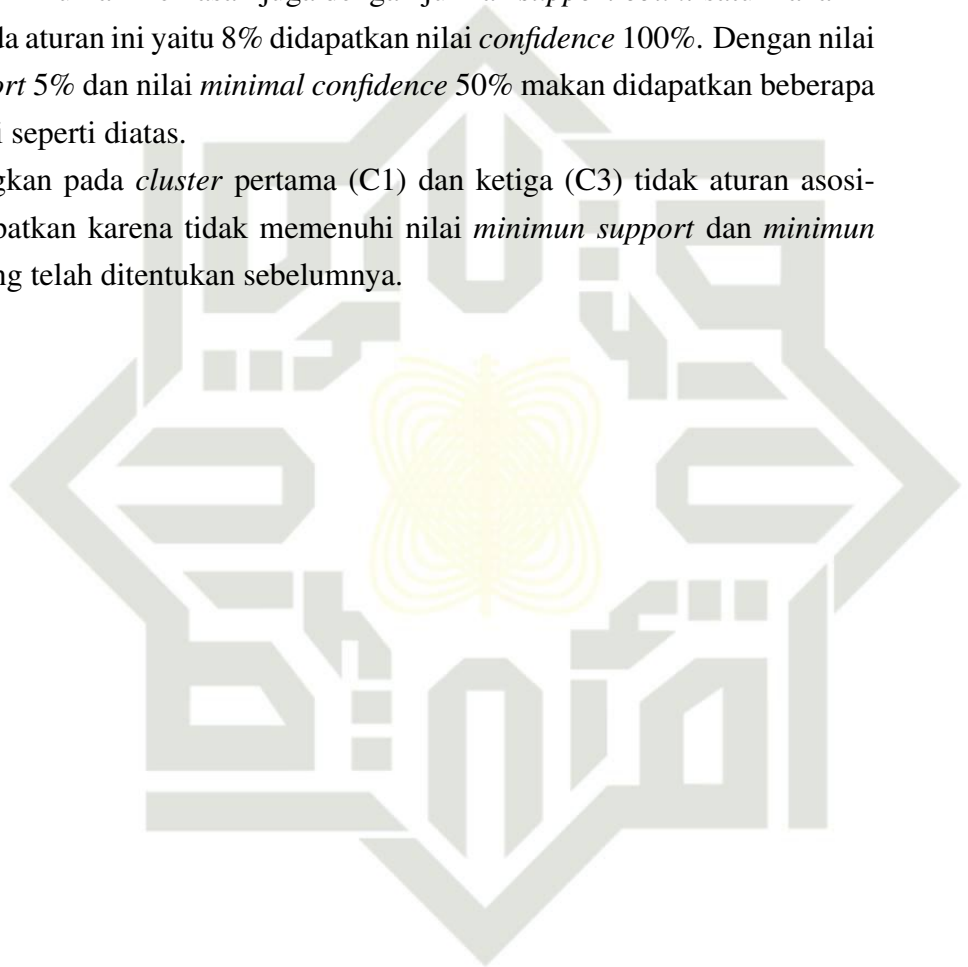 da aturan ini yaitu 8% didapatkan nilai confidence 100%. Dengan nilai
ort 5% dan nilai minimal confidence 50% makan didapatkan beberapa
i seperti diatas.
gkan pada cluster pertama (C1) dan ketiga (C3) tidak aturan asosi-
patkan karena tidak memenuhi nilai minimun support dan minimun
ng telah ditentukan sebelumnya.